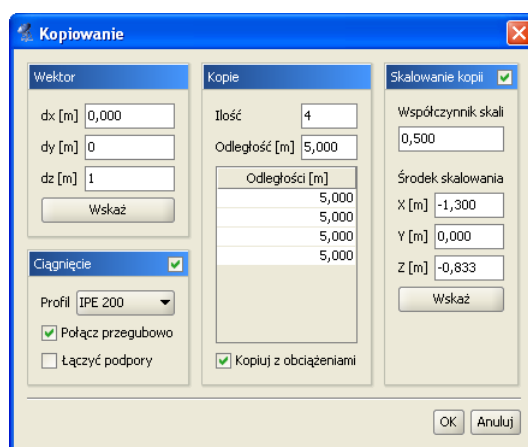 Kopiowanie
Wektor
dx [m] 0,000
dy [m] 0
dz [m] 1
Wskaż
Ciągnięcie
Profil IPE 200
Połącz przegubowo
Łączyć podpory
Kopie
Ilość 4
Odległość [m] 5,000
Odległości [m]
5,000
5,000
5,000
5,000
Kopiuj z obciążeniami
Skalowanie kopii
Współczynnik skali
0,500
Środek skalowania
X [m] -1,300
Y [m] 0,000
Z [m] -0,833
Wskaż
OK Anuluj